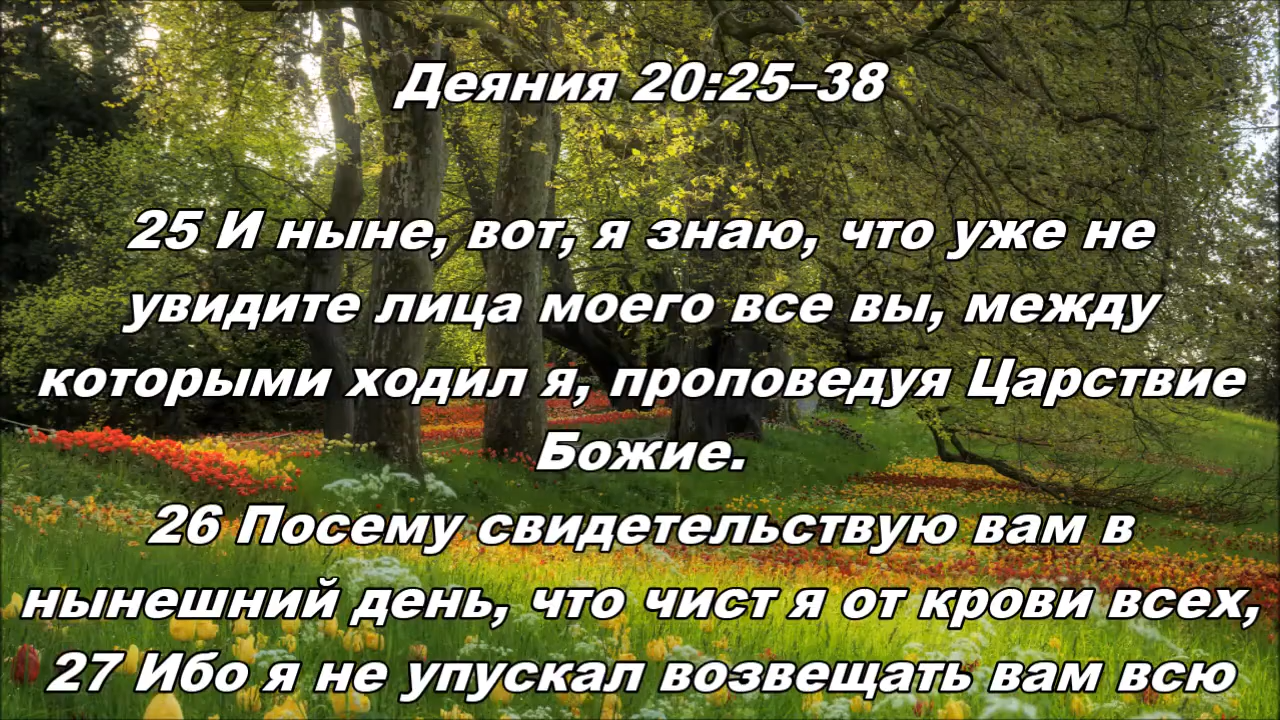 Деяния 20:25–38
25 И ныне, вот, я знаю, что уже не
увидите лица моего все вы, между
которыми ходил я, проповедуя Царствие
Божие.
26 Посему свидетельствую вам в
нынешний день, что чист я от крови всех,
27 Ибо я не упускал возвещать вам всю